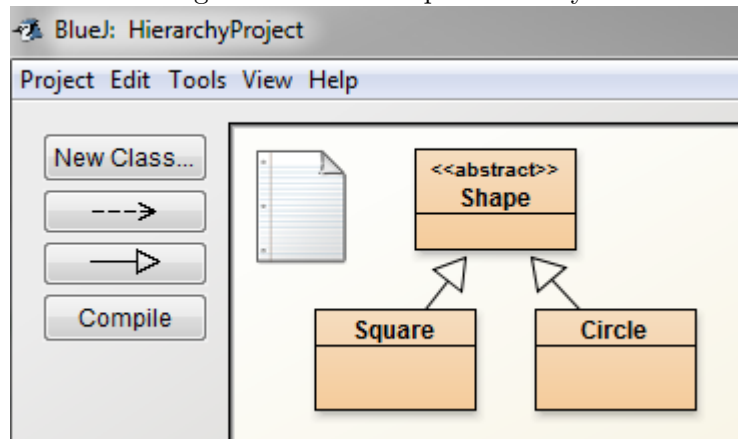 BlueJ: HierarchyProject
Project Edit Tools View Help
New Class...
Compile
<<abstract>>
Shape
Square
Circle